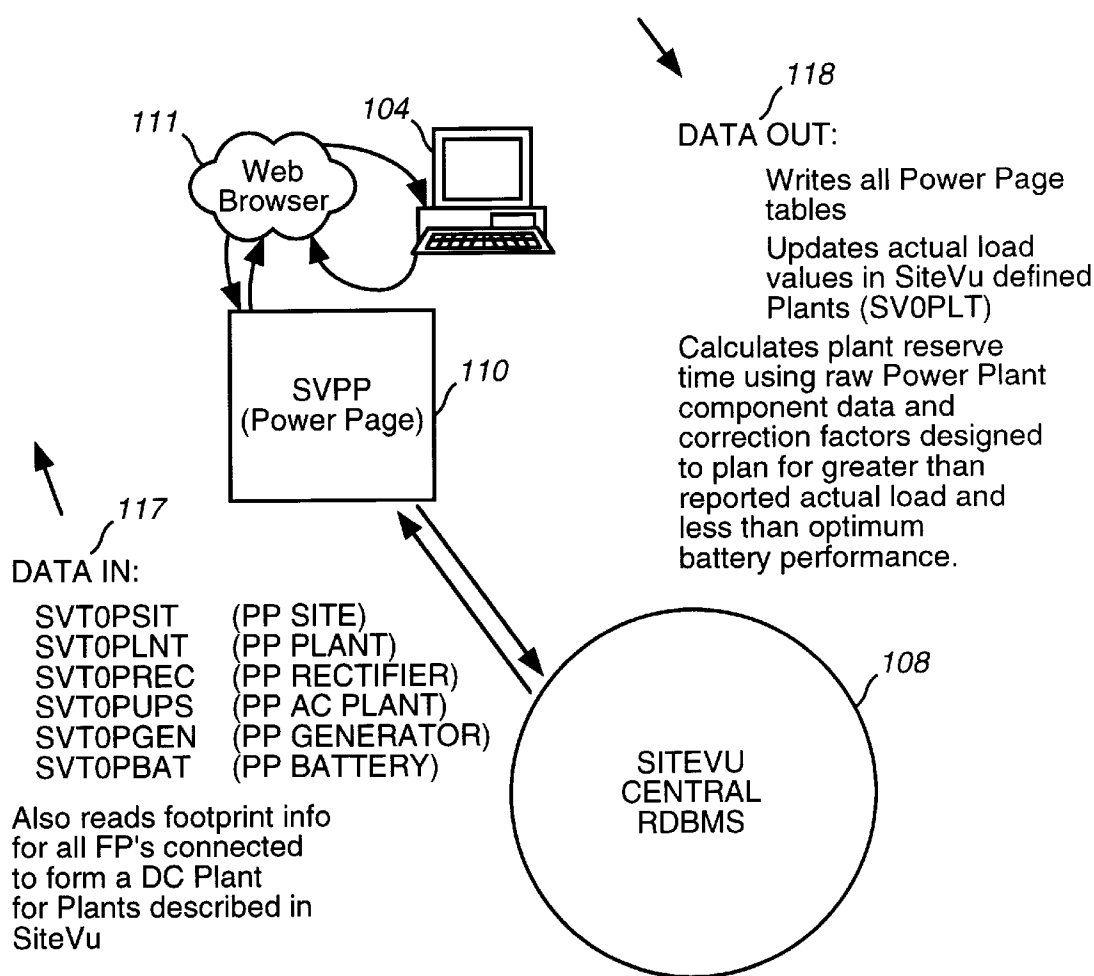 118
DATA OUT:
Writes all Power Page
tables
Updates actual load
values in SiteVu defined
Plants (SV0PLT)
Calculates plant reserve
time using raw Power Plant
component data and
correction factors designed
to plan for greater than
reported actual load and
less than optimum
battery performance.
111
104
Web
Browser
SVPP
(Power Page)
110
117
DATA IN:
SVT0PSIT (PP SITE)
SVT0PLNT (PP PLANT)
SVT0PREC (PP RECTIFIER)
SVT0PUPS (PP AC PLANT)
SVT0PGEN (PP GENERATOR)
SVT0PBAT (PP BATTERY)
Also reads footprint info
for all FP's connected
to form a DC Plant
for Plants described in
SiteVu
108
SITEVU
CENTRAL
RDBMS